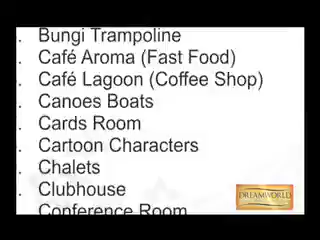 . Bungi Trampoline
. Café Aroma (Fast Food)
. Café Lagoon (Coffee Shop)
. Canoes Boats
. Cards Room
. Cartoon Characters
. Chalets
. Clubhouse
. Conference Room
DREAMWORLD